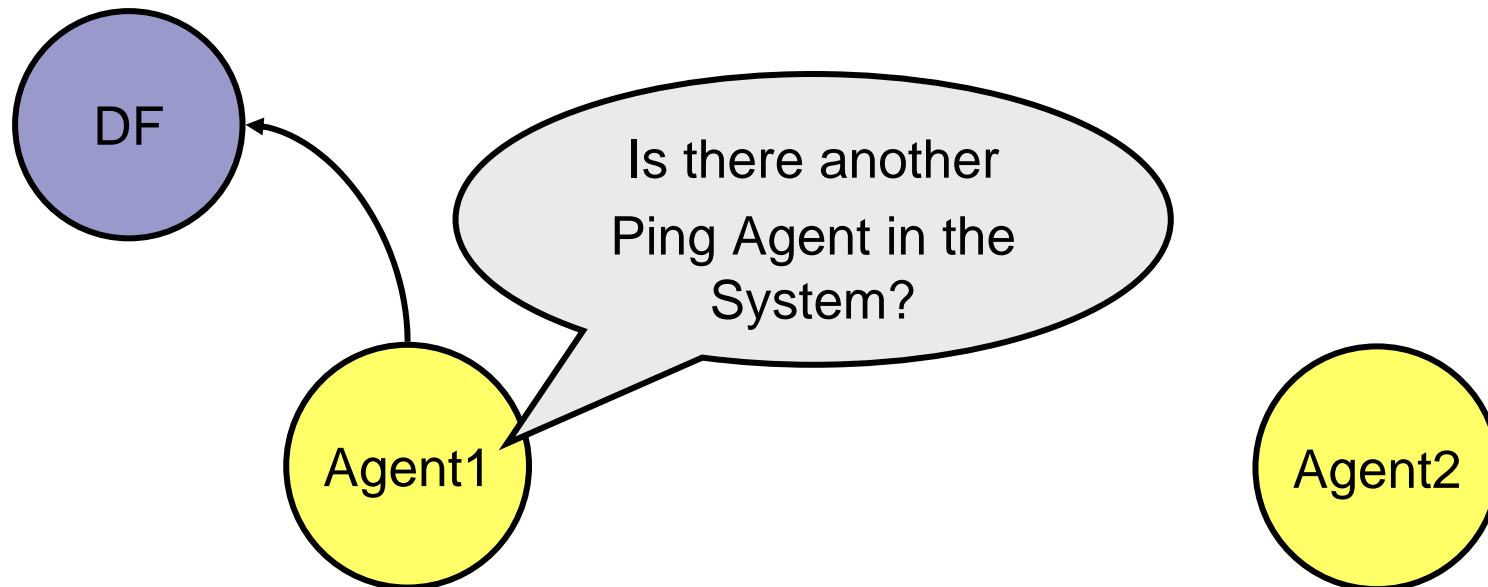 DF
Is there another
Ping Agent in the
System?
Agent1
Agent2